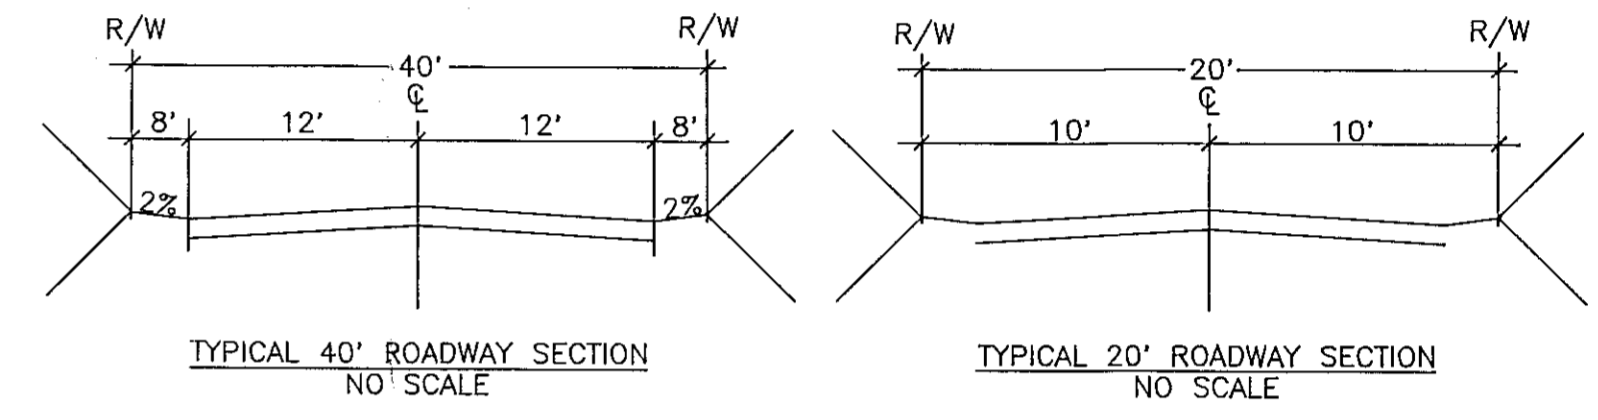 R/W
R/W
40'
℄
8'
12'
12'
8'
2%
2%
TYPICAL 40' ROADWAY SECTION
NO SCALE
R/W
R/W
20'
℄
10'
10'
TYPICAL 20' ROADWAY SECTION
NO SCALE